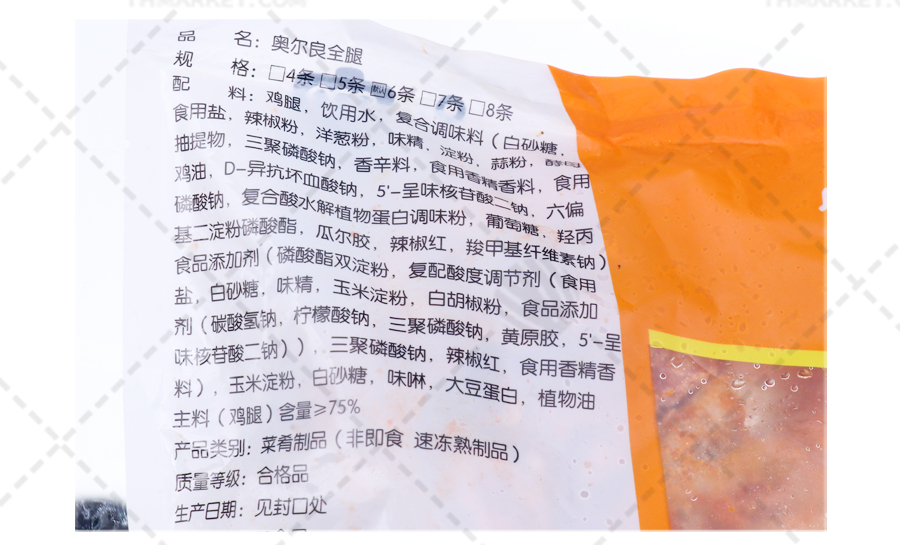 THMARKET.COM
THMARKET.COM
品 名：奥尔良全腿
规 格：□4条 □5条 ▣6条 □7条 □8条
配 料：鸡腿，饮用水，复合调味料（白砂糖，
食用盐，辣椒粉，洋葱粉，味精，淀粉，蒜粉，酵母
抽提物，三聚磷酸钠，香辛料，食用香精香料，食用
鸡油，D-异抗坏血酸钠，5'-呈味核苷酸二钠，六偏
磷酸钠，复合酸水解植物蛋白调味粉，葡萄糖，羟丙
基二淀粉磷酸酯，瓜尔胶，辣椒红，羧甲基纤维素钠）
食品添加剂（磷酸酯双淀粉，复配酸度调节剂（食用
盐，白砂糖，味精，玉米淀粉，白胡椒粉，食品添加
剂（碳酸氢钠，柠檬酸钠，三聚磷酸钠，黄原胶，5'-呈
味核苷酸二钠）），三聚磷酸钠，辣椒红，食用香精香
料），玉米淀粉，白砂糖，味啉，大豆蛋白，植物油
主料（鸡腿）含量≥75%
产品类别：菜肴制品（非即食 速冻熟制品）
质量等级：合格品
生产日期：见封口处